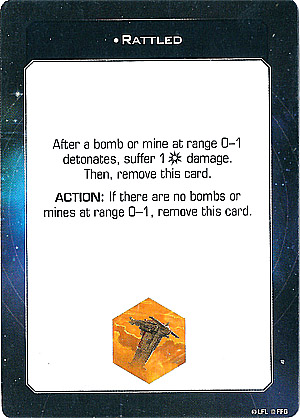 • RATTLED
After a bomb or mine at range 0–1
detonates, suffer 1 damage.
Then, remove this card.
ACTION: If there are no bombs or
mines at range 0–1, remove this card.
© LFL © FFG